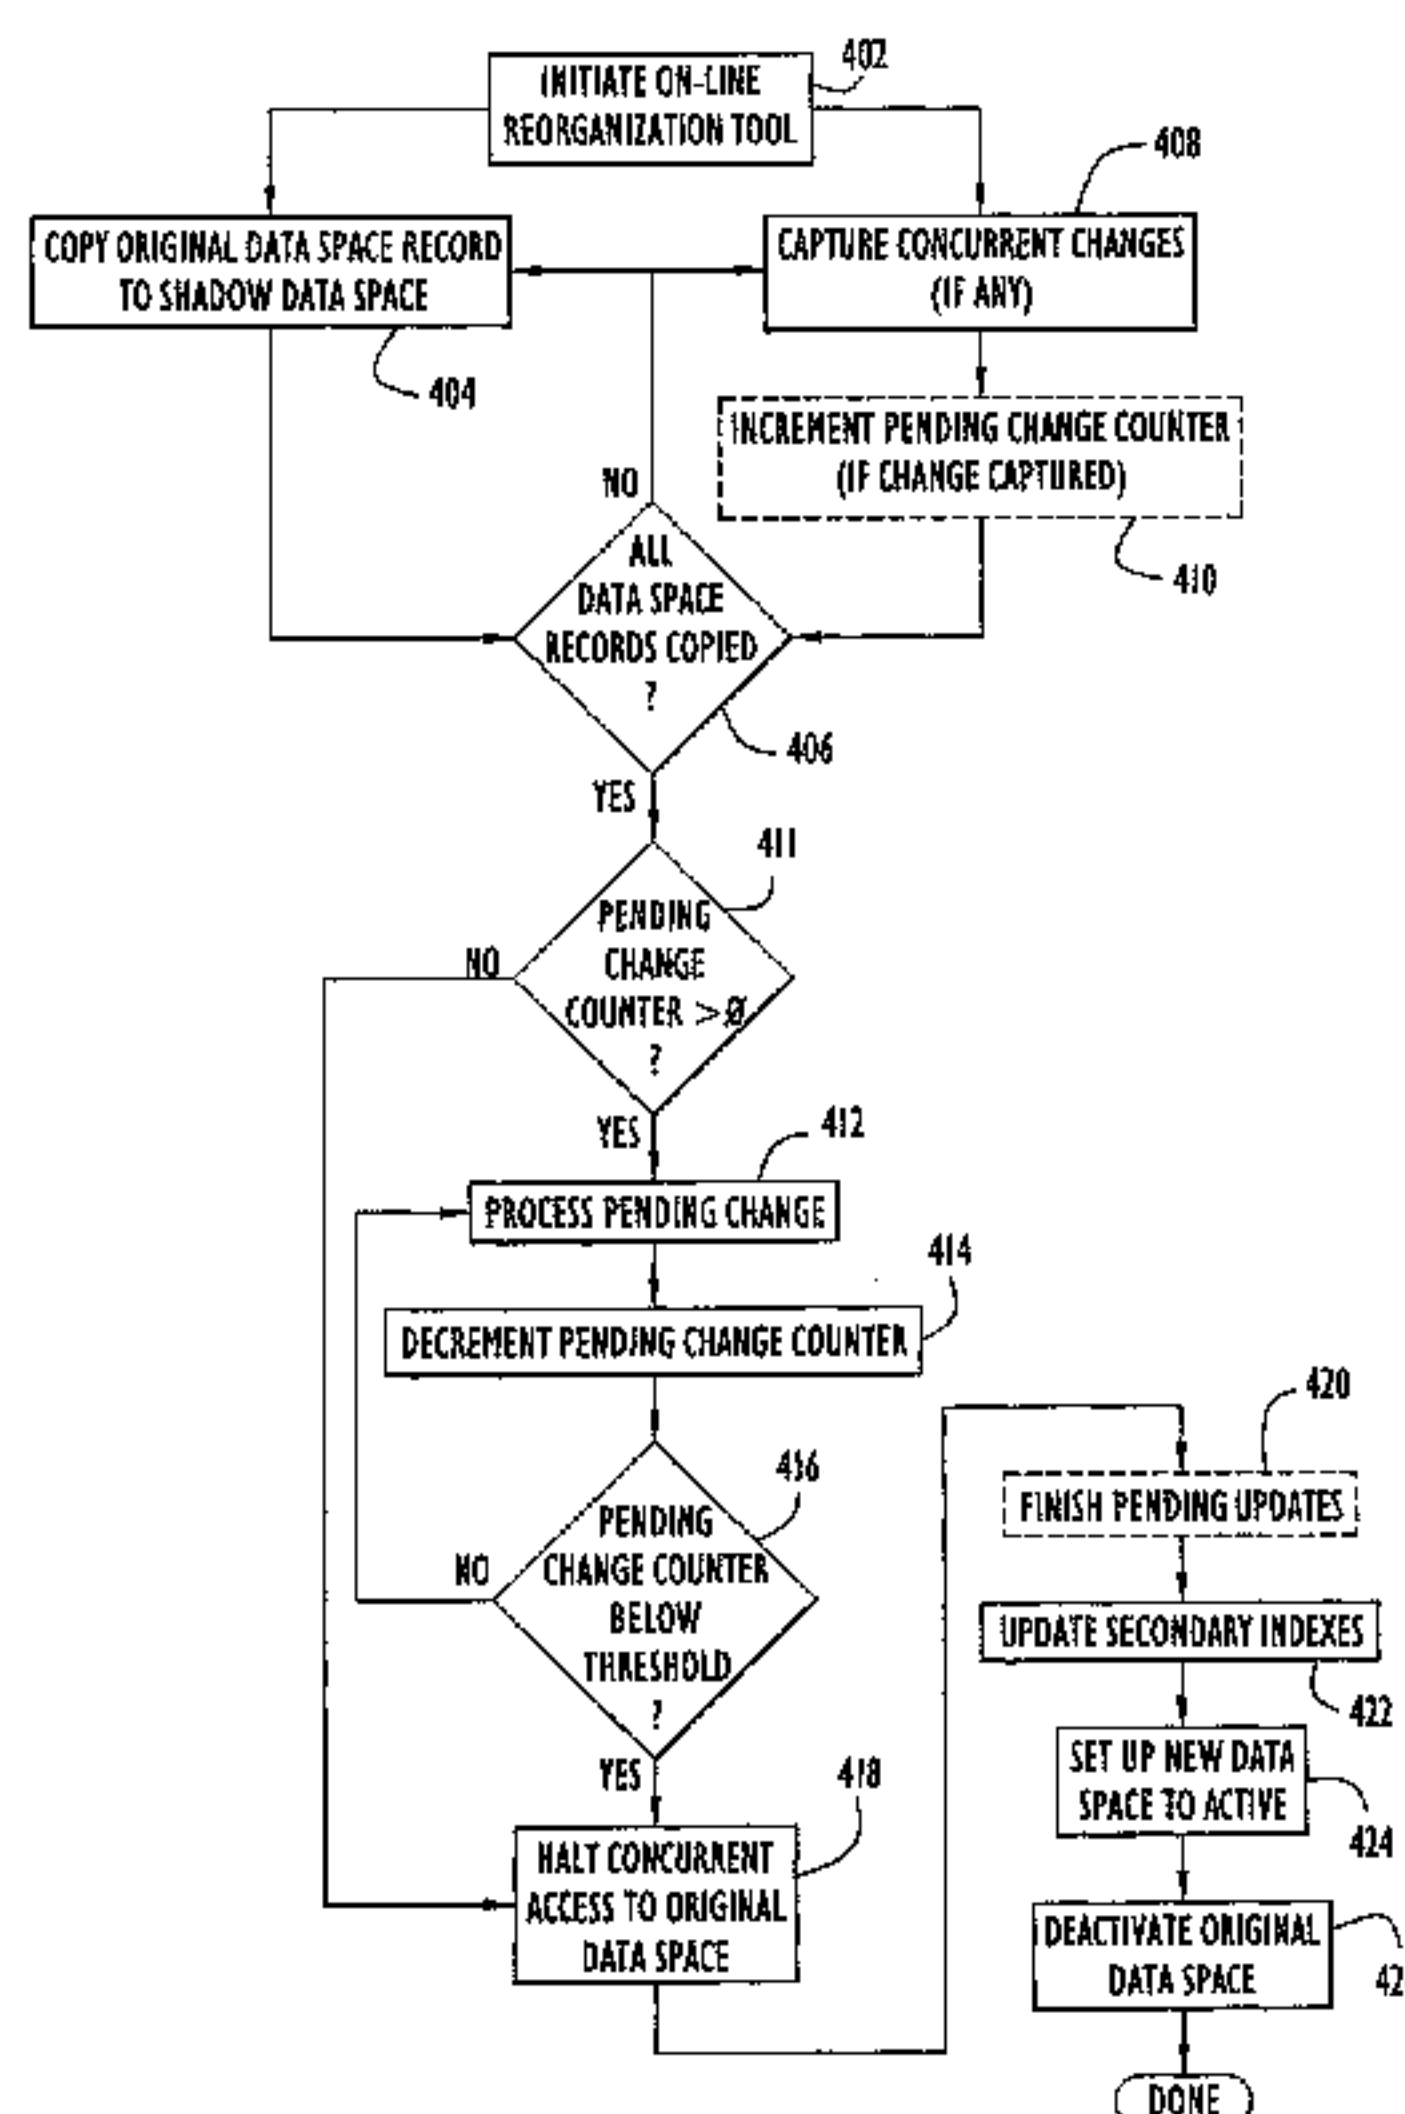 402
INITIATE ON-LINE
REORGANIZATION TOOL
408
COPY ORIGINAL DATA SPACE RECORD
TO SHADOW DATA SPACE
404
CAPTURE CONCURRENT CHANGES
(IF ANY)
INCREMENT PENDING CHANGE COUNTER
(IF CHANGE CAPTURED)
410
NO
ALL
DATA SPACE
RECORDS COPIED
?
406
YES
411
PENDING
CHANGE
COUNTER >Ø
?
NO
YES
412
PROCESS PENDING CHANGE
414
DECREMENT PENDING CHANGE COUNTER
416
PENDING
CHANGE COUNTER
BELOW
THRESHOLD
?
NO
YES
418
HALT CONCURRENT
ACCESS TO ORIGINAL
DATA SPACE
420
FINISH PENDING UPDATES
UPDATE SECONDARY INDEXES
422
SET UP NEW DATA
SPACE TO ACTIVE
424
DEACTIVATE ORIGINAL
DATA SPACE
42
DONE